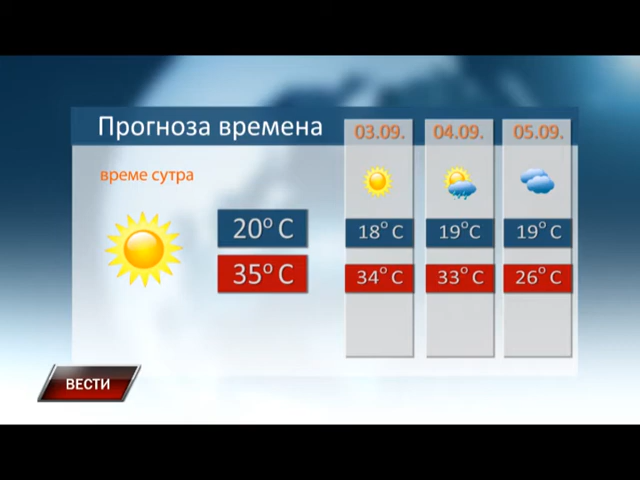 Прогноза времена
време сутра
20° C
35° C
03.09.
18° C
34° C
04.09.
19° C
33° C
05.09.
19° C
26° C
ВЕСТИ